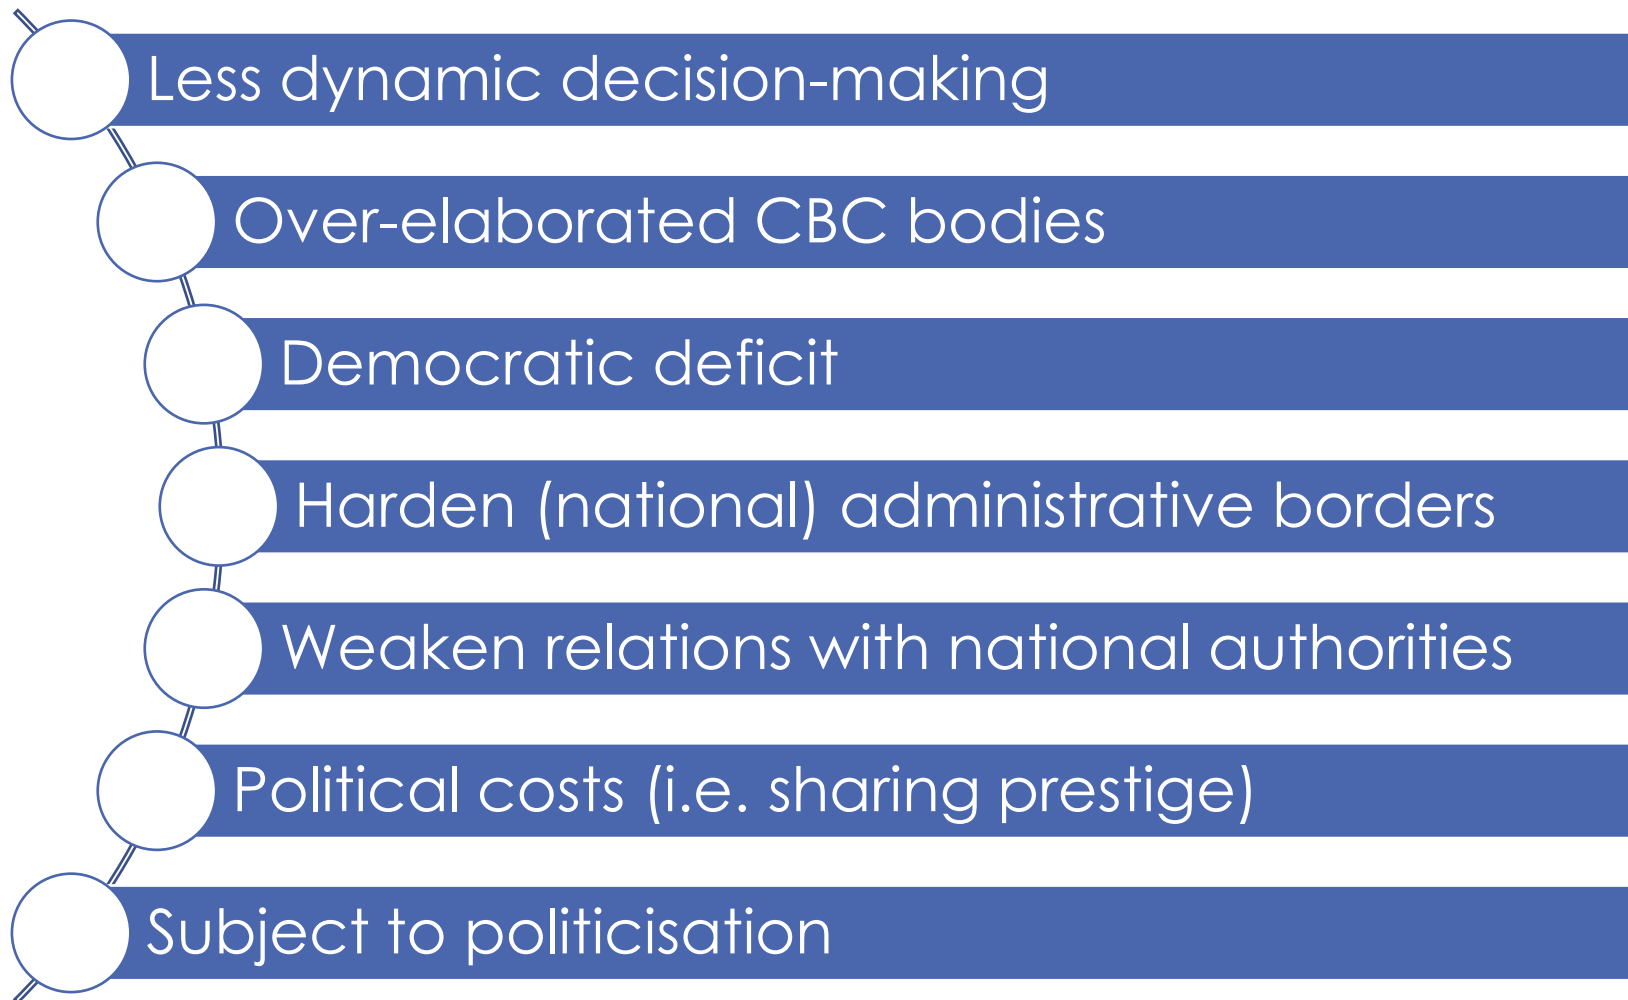 Less dynamic decision-making
Over-elaborated CBC bodies
Democratic deficit
Harden (national) administrative borders
Weaken relations with national authorities
Political costs (i.e. sharing prestige)
Subject to politicisation